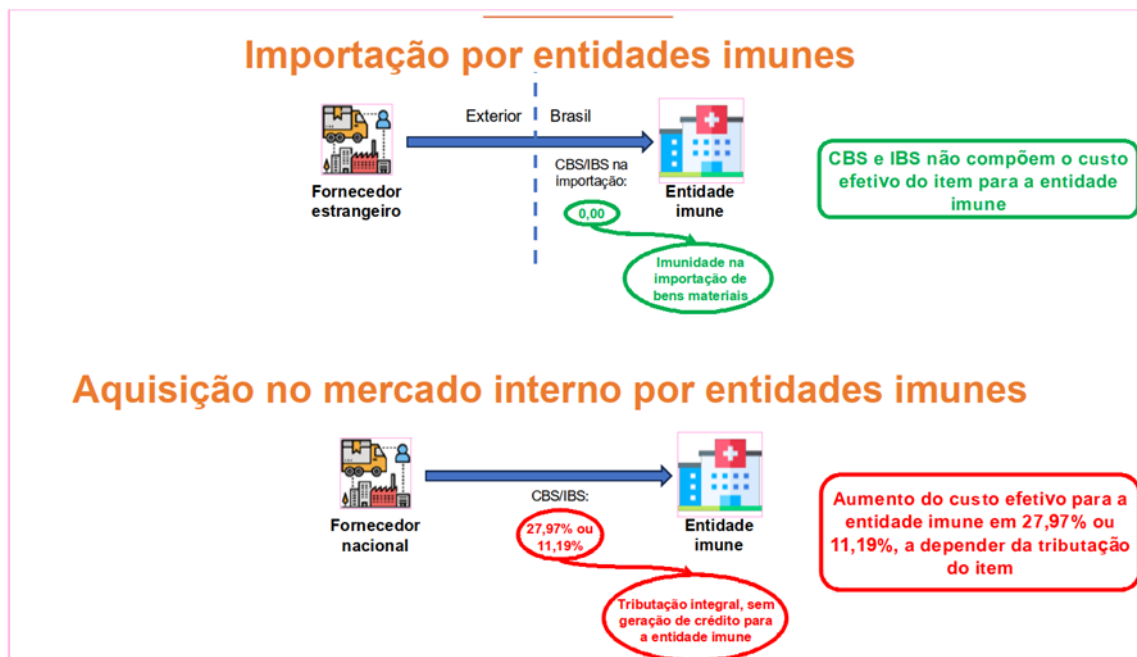 Importação por entidades imunes
Exterior
Brasil
CBS/IBS na
importação:
0,00
Fornecedor
estrangeiro
Entidade
imune
Imunidade na
importação de
bens materiais
CBS e IBS não compõem o custo
efetivo do item para a entidade
imune
Aquisição no mercado interno por entidades imunes
CBS/IBS:
27,97% ou
11,19%
Fornecedor
nacional
Entidade
imune
Tributação integral, sem
geração de crédito para
a entidade imune
Aumento do custo efetivo para a
entidade imune em 27,97% ou
11,19%, a depender da tributação
do item